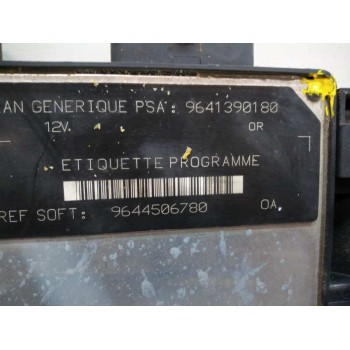 AN GENERIQUE PSA: 9641390180
12V. OR
ETIQUETTE PROGRAMME
REF SOFT: 9644506780 OA